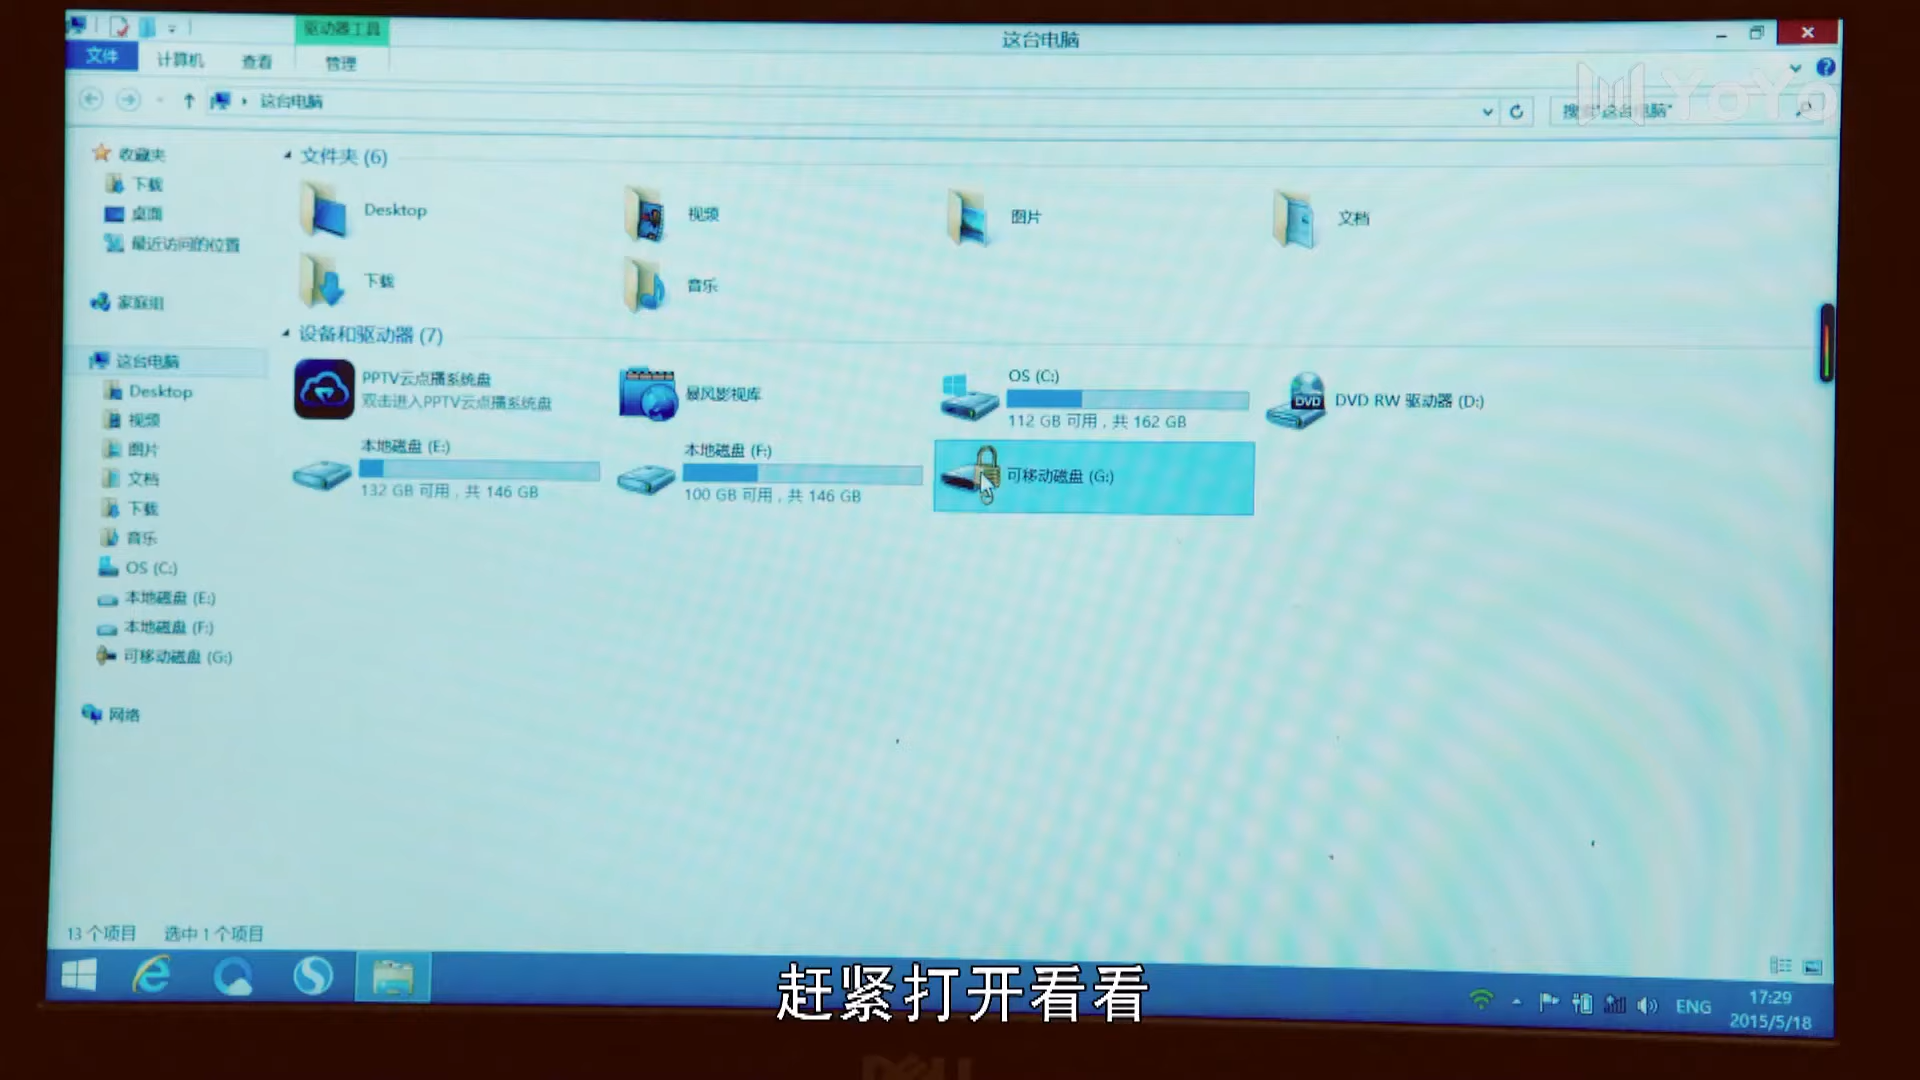 驱动器工具
这台电脑
文件
计算机
查看
管理
这台电脑
搜索"这台电脑"
YoYo
收藏夹
下载
桌面
最近访问的位置
家庭组
这台电脑
Desktop
视频
图片
文档
下载
音乐
OS (C:)
本地磁盘 (E:)
本地磁盘 (F:)
可移动磁盘 (G:)
网络
文件夹 (6)
Desktop
视频
图片
文档
下载
音乐
设备和驱动器 (7)
PPTV云点播系统盘
双击进入PPTV云点播系统盘
暴风影视库
OS (C:)
112 GB 可用，共 162 GB
DVD RW 驱动器 (D:)
本地磁盘 (E:)
132 GB 可用，共 146 GB
本地磁盘 (F:)
100 GB 可用，共 146 GB
可移动磁盘 (G:)
13 个项目
选中 1 个项目
赶紧打开看看
ENG
17:29
2015/5/18
DELL